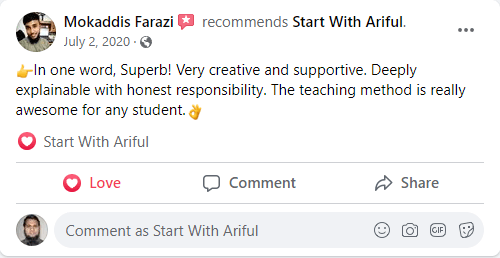 Mokaddis Farazi recommends Start With Ariful.
July 2, 2020 ·
👉In one word, Superb! Very creative and supportive. Deeply
explainable with honest responsibility. The teaching method is really
awesome for any student.👌
Start With Ariful
Love Comment Share
Comment as Start With Ariful GIF